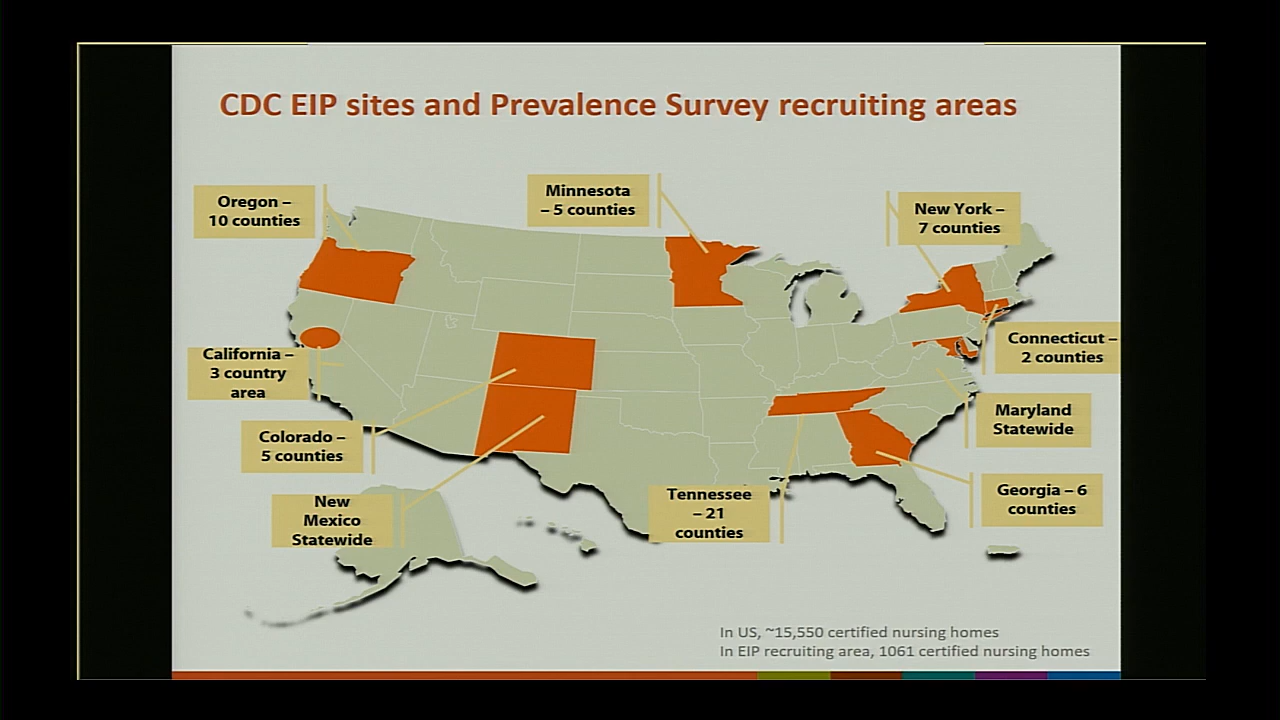 CDC EIP sites and Prevalence Survey recruiting areas
Oregon –
10 counties
Minnesota
– 5 counties
New York –
7 counties
California –
3 country
area
Connecticut –
2 counties
Colorado –
5 counties
Maryland
Statewide
New
Mexico
Statewide
Tennessee
– 21
counties
Georgia – 6
counties
In US, ~15,550 certified nursing homes
In EIP recruiting area, 1061 certified nursing homes